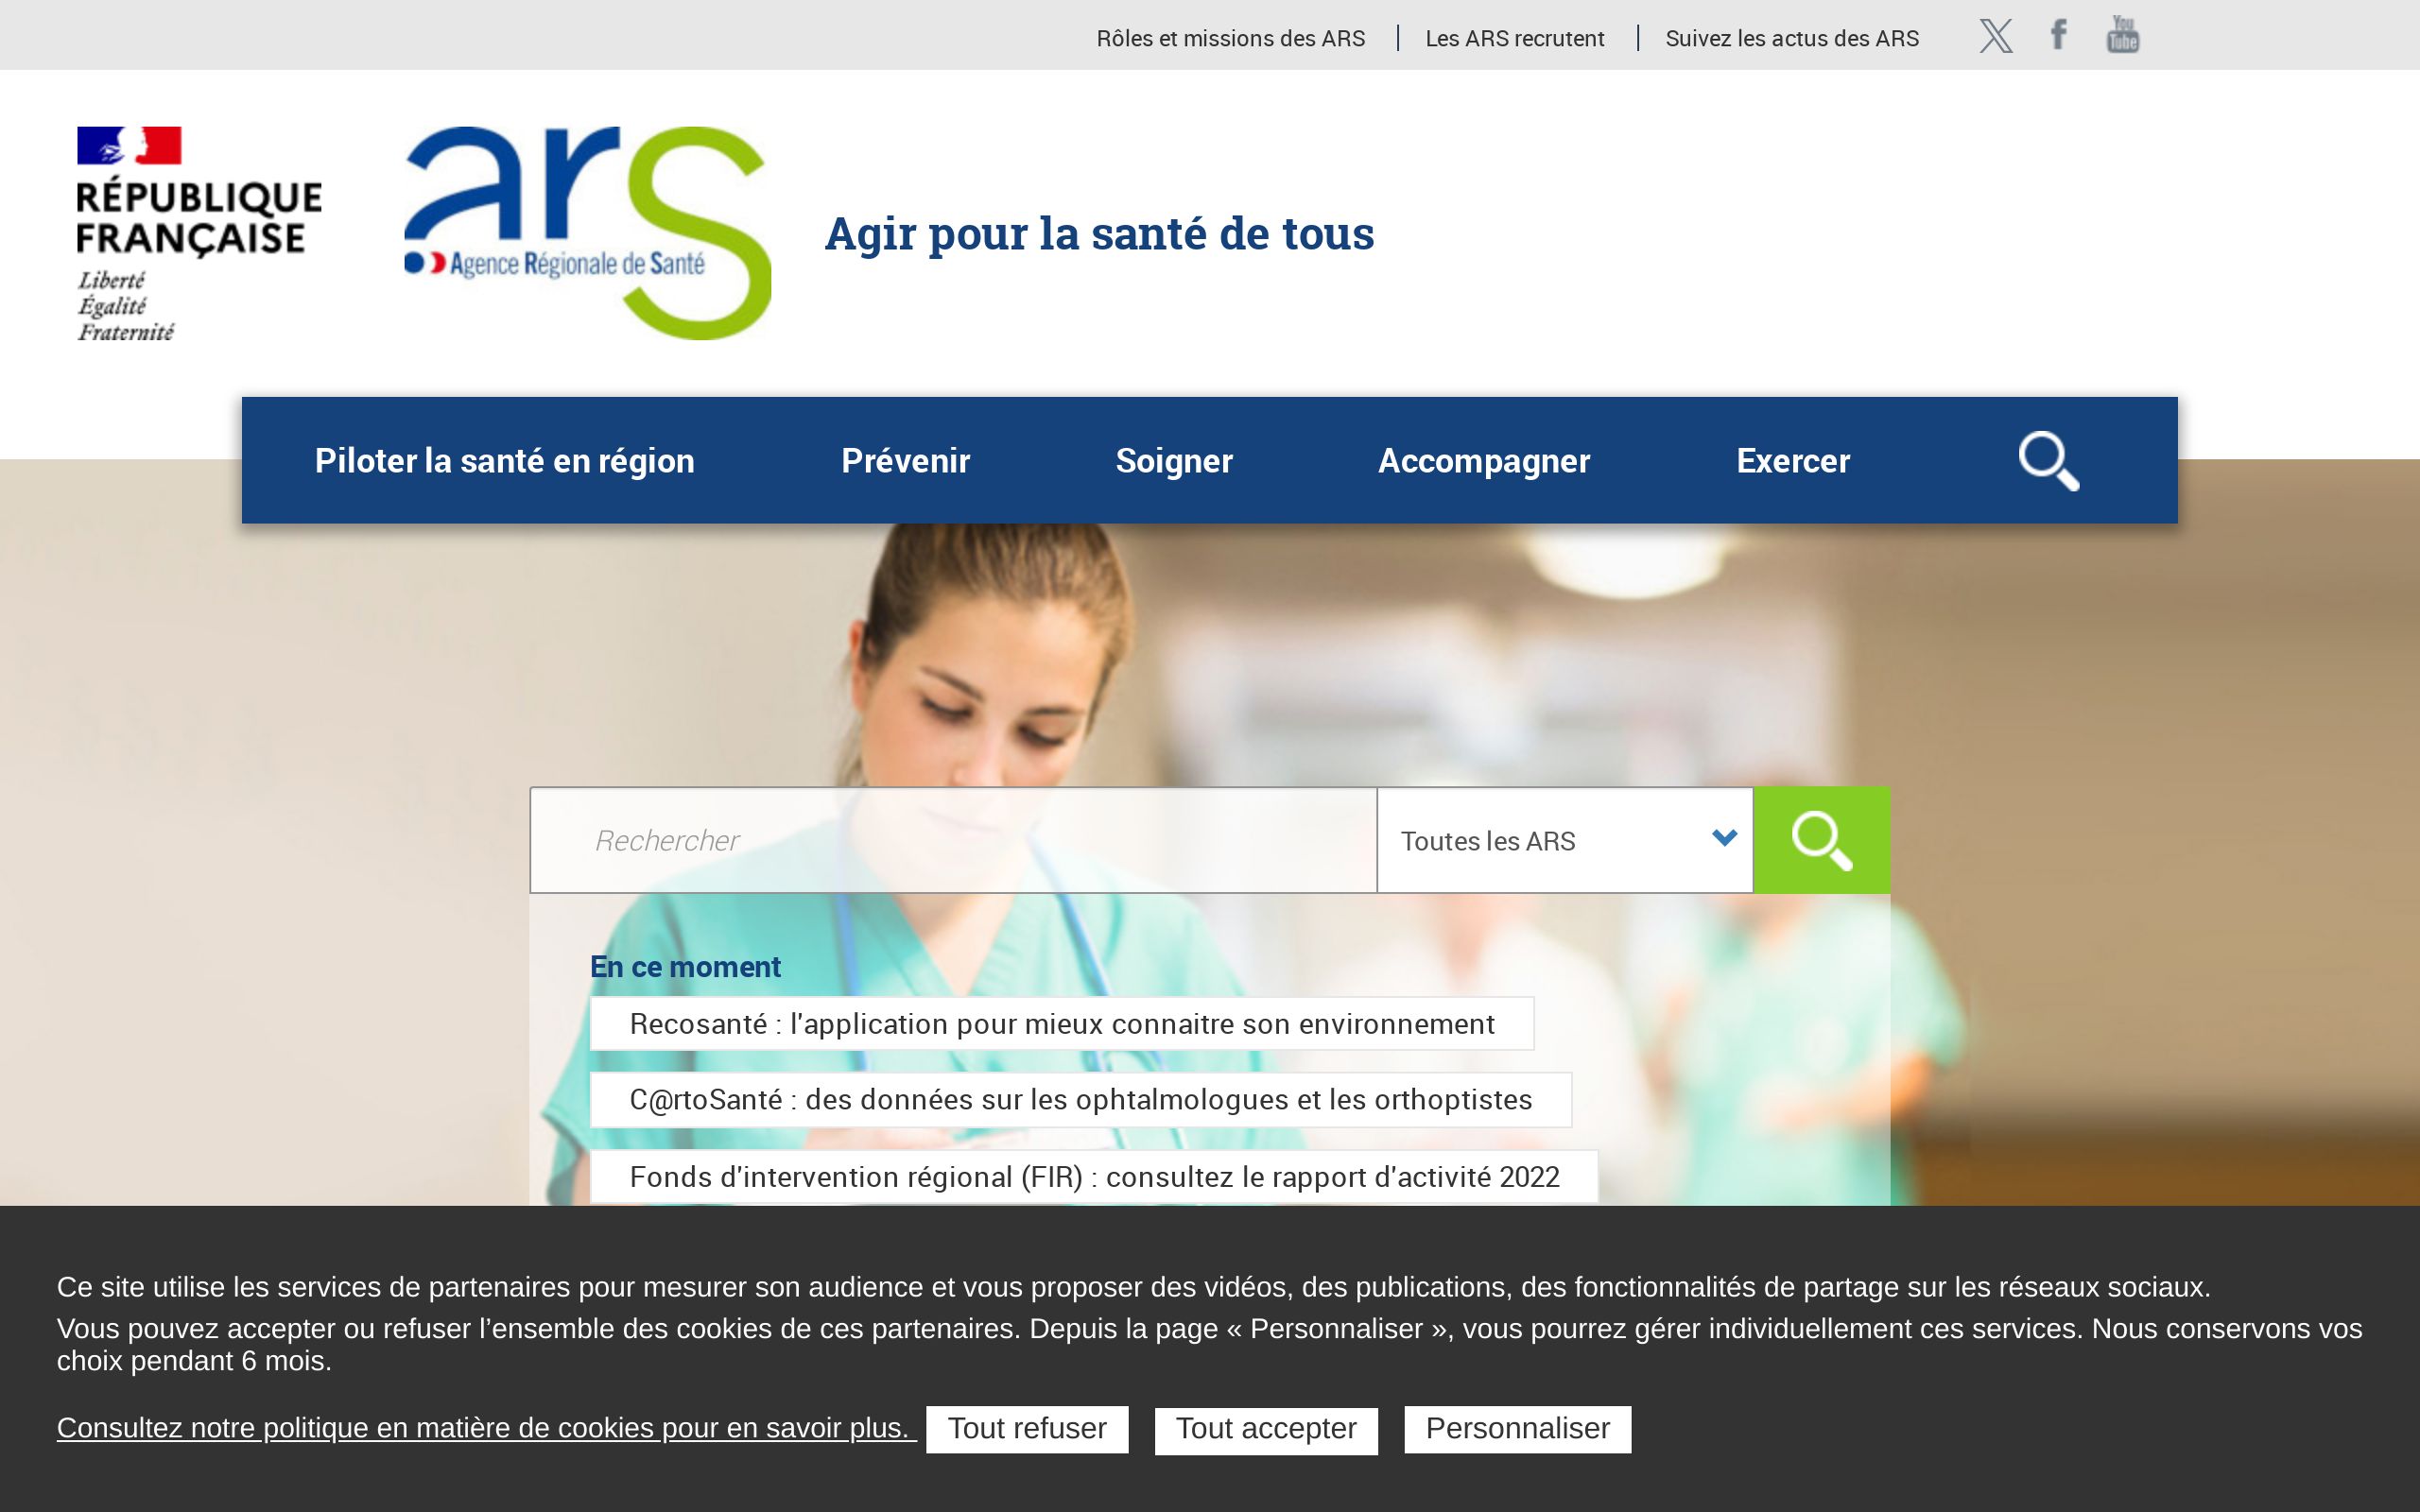 Rôles et missions des ARS
Les ARS recrutent
Suivez les actus des ARS
You
Tube
RÉPUBLIQUE
FRANÇAISE
Liberté
Égalité
Fraternité
ars
Agence Régionale de Santé
Agir pour la santé de tous
Piloter la santé en région
Prévenir
Soigner
Accompagner
Exercer
Rechercher
Toutes les ARS
En ce moment
Recosanté : l'application pour mieux connaitre son environnement
C@rtoSanté : des données sur les ophtalmologues et les orthoptistes
Fonds d'intervention régional (FIR) : consultez le rapport d'activité 2022
Ce site utilise les services de partenaires pour mesurer son audience et vous proposer des vidéos, des publications, des fonctionnalités de partage sur les réseaux sociaux.
Vous pouvez accepter ou refuser l’ensemble des cookies de ces partenaires. Depuis la page « Personnaliser », vous pourrez gérer individuellement ces services. Nous conservons vos
choix pendant 6 mois.
Consultez notre politique en matière de cookies pour en savoir plus.
Tout refuser
Tout accepter
Personnaliser